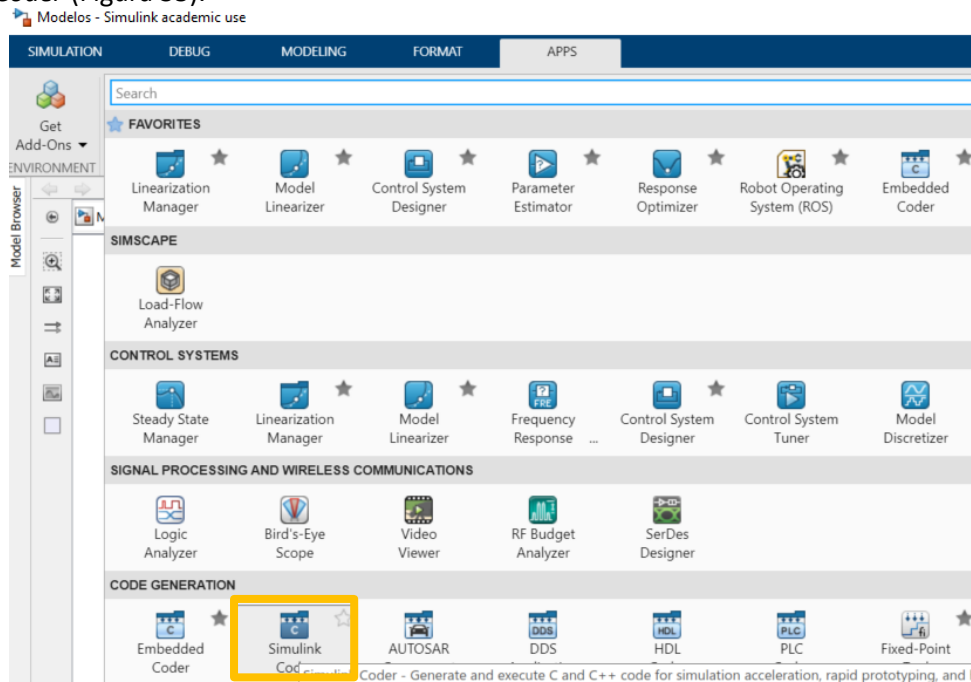 Modelos - Simulink academic use
SIMULATION DEBUG MODELING FORMAT APPS
Search
Get
Add-Ons
ENVIRONMENT
FAVORITES
Linearization Manager
Model Linearizer
Control System Designer
Parameter Estimator
Response Optimizer
Robot Operating System (ROS)
Embedded Coder
Model Browser
SIMSCAPE
Load-Flow Analyzer
CONTROL SYSTEMS
Steady State Manager
Linearization Manager
Model Linearizer
Frequency Response ...
Control System Designer
Control System Tuner
Model Discretizer
SIGNAL PROCESSING AND WIRELESS COMMUNICATIONS
Logic Analyzer
Bird's-Eye Scope
Video Viewer
RF Budget Analyzer
SerDes Designer
CODE GENERATION
Embedded Coder
Simulink
AUTOSAR
DDS
HDL
PLC
Fixed-Point
Simulink Coder - Generate and execute C and C++ code for simulation acceleration, rapid prototyping, and